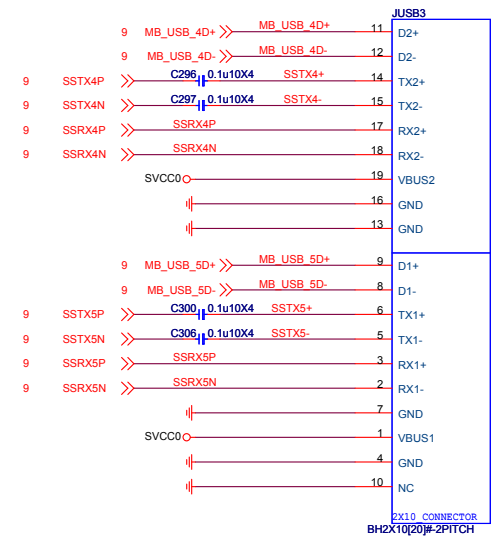 JUSB3
9 MB_USB_4D+ MB_USB_4D+ 11 D2+
9 MB_USB_4D- MB_USB_4D- 12 D2-
9 SSTX4P C296 0.1u10X4 SSTX4+ 14 TX2+
9 SSTX4N C297 0.1u10X4 SSTX4- 15 TX2-
9 SSRX4P SSRX4P 17 RX2+
9 SSRX4N SSRX4N 18 RX2-
SVCC0 19 VBUS2
16 GND
13 GND
9 MB_USB_5D+ MB_USB_5D+ 9 D1+
9 MB_USB_5D- MB_USB_5D- 8 D1-
9 SSTX5P C300 0.1u10X4 SSTX5+ 6 TX1+
9 SSTX5N C306 0.1u10X4 SSTX5- 5 TX1-
9 SSRX5P SSRX5P 3 RX1+
9 SSRX5N SSRX5N 2 RX1-
7 GND
SVCC0 1 VBUS1
4 GND
10 NC
2X10_CONNECTOR
BH2X10[20]#-2PITCH